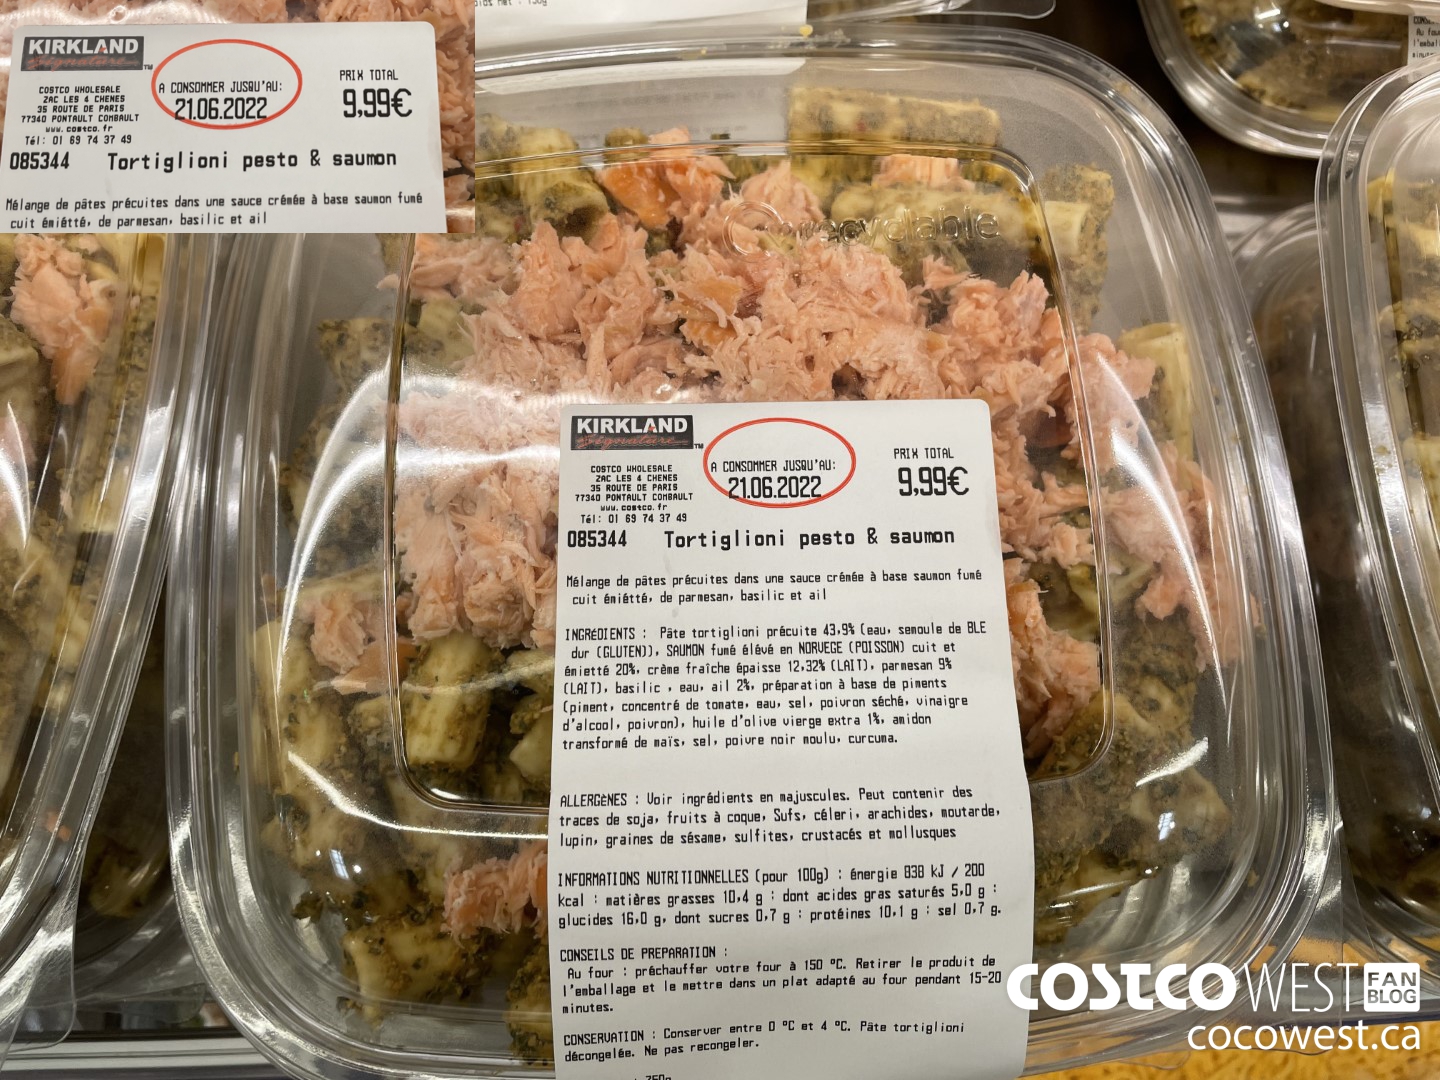 KIRKLAND
Signature™
A CONSOMMER JUSQU'AU:
21.06.2022
PRIX TOTAL
9,99€
COSTCO WHOLESALE
ZAC LES 4 CHENES
35 ROUTE DE PARIS
77340 PONTAULT COMBAULT
www.costco.fr
Tél: 01 69 74 37 49
085344 Tortiglioni pesto & saumon
Mélange de pâtes précuites dans une sauce crémée à base saumon fumé
cuit émiétté, de parmesan, basilic et ail
recyclable
KIRKLAND
Signature™
A CONSOMMER JUSQU'AU:
21.06.2022
PRIX TOTAL
9,99€
COSTCO WHOLESALE
ZAC LES 4 CHENES
35 ROUTE DE PARIS
77340 PONTAULT COMBAULT
www.costco.fr
Tél: 01 69 74 37 49
085344 Tortiglioni pesto & saumon
Mélange de pâtes précuites dans une sauce crémée à base saumon fumé
cuit émiétté, de parmesan, basilic et ail
INGREDIENTS : Pâte tortiglioni précuite 43,9% (eau, semoule de BLE
dur (GLUTEN)), SAUMON fumé élévé en NORVEGE (POISSON) cuit et
émietté 20%, crème fraîche épaisse 12,32% (LAIT), parmesan 9%
(LAIT), basilic , eau, ail 2%, préparation à base de piments
(piment, concentré de tomate, eau, sel, poivron séché, vinaigre
d'alcool, poivron), huile d'olive vierge extra 1%, amidon
transformé de maïs, sel, poivre noir moulu, curcuma.
ALLERGèNES : Voir ingrédients en majuscules. Peut contenir des
traces de soja, fruits à coque, Sufs, céleri, arachides, moutarde,
lupin, graines de sésame, sulfites, crustacés et mollusques
INFORMATIONS NUTRITIONNELLES (pour 100g) : énergie 838 kJ / 200
kcal : matières grasses 10,4 g : dont acides gras saturés 5,0 g :
glucides 16,0 g, dont sucres 0,7 g : protéines 10,1 g : sel 0,7 g.
CONSEILS DE PREPARATION :
Au four : préchauffer votre four à 150 °C. Retirer le produit de
l'emballage et le mettre dans un plat adapté au four pendant 15-20
minutes.
CONSERVATION : Conserver entre 0 °C et 4 °C. Pâte tortiglioni
décongelée. Ne pas recongeler.
COSTCO WEST FAN BLOG
cocowest.ca